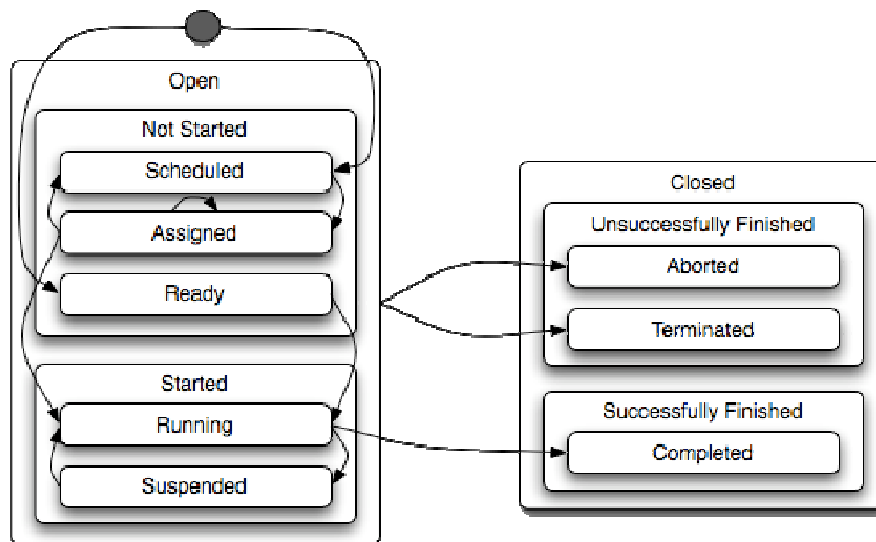 Open
Not Started
Scheduled
Assigned
Ready
Started
Running
Suspended
Closed
Unsuccessfully Finished
Aborted
Terminated
Successfully Finished
Completed